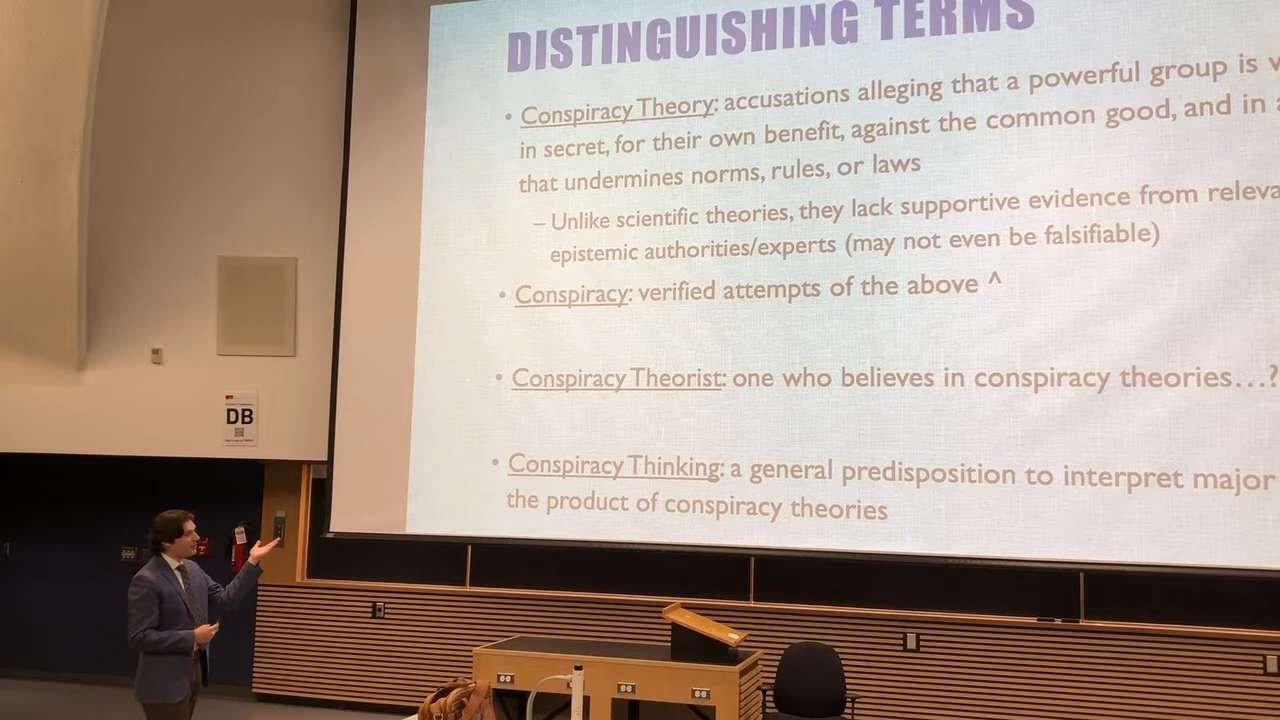 DISTINGUISHING TERMS
• Conspiracy Theory: accusations alleging that a powerful group is
in secret, for their own benefit, against the common good, and in
that undermines norms, rules, or laws
– Unlike scientific theories, they lack supportive evidence from
epistemic authorities/experts (may not even be falsifiable)
• Conspiracy: verified attempts of the above ^
• Conspiracy Theorist: one who believes in conspiracy theories…?
• Conspiracy Thinking: a general predisposition to interpret major
the product of conspiracy theories
DB